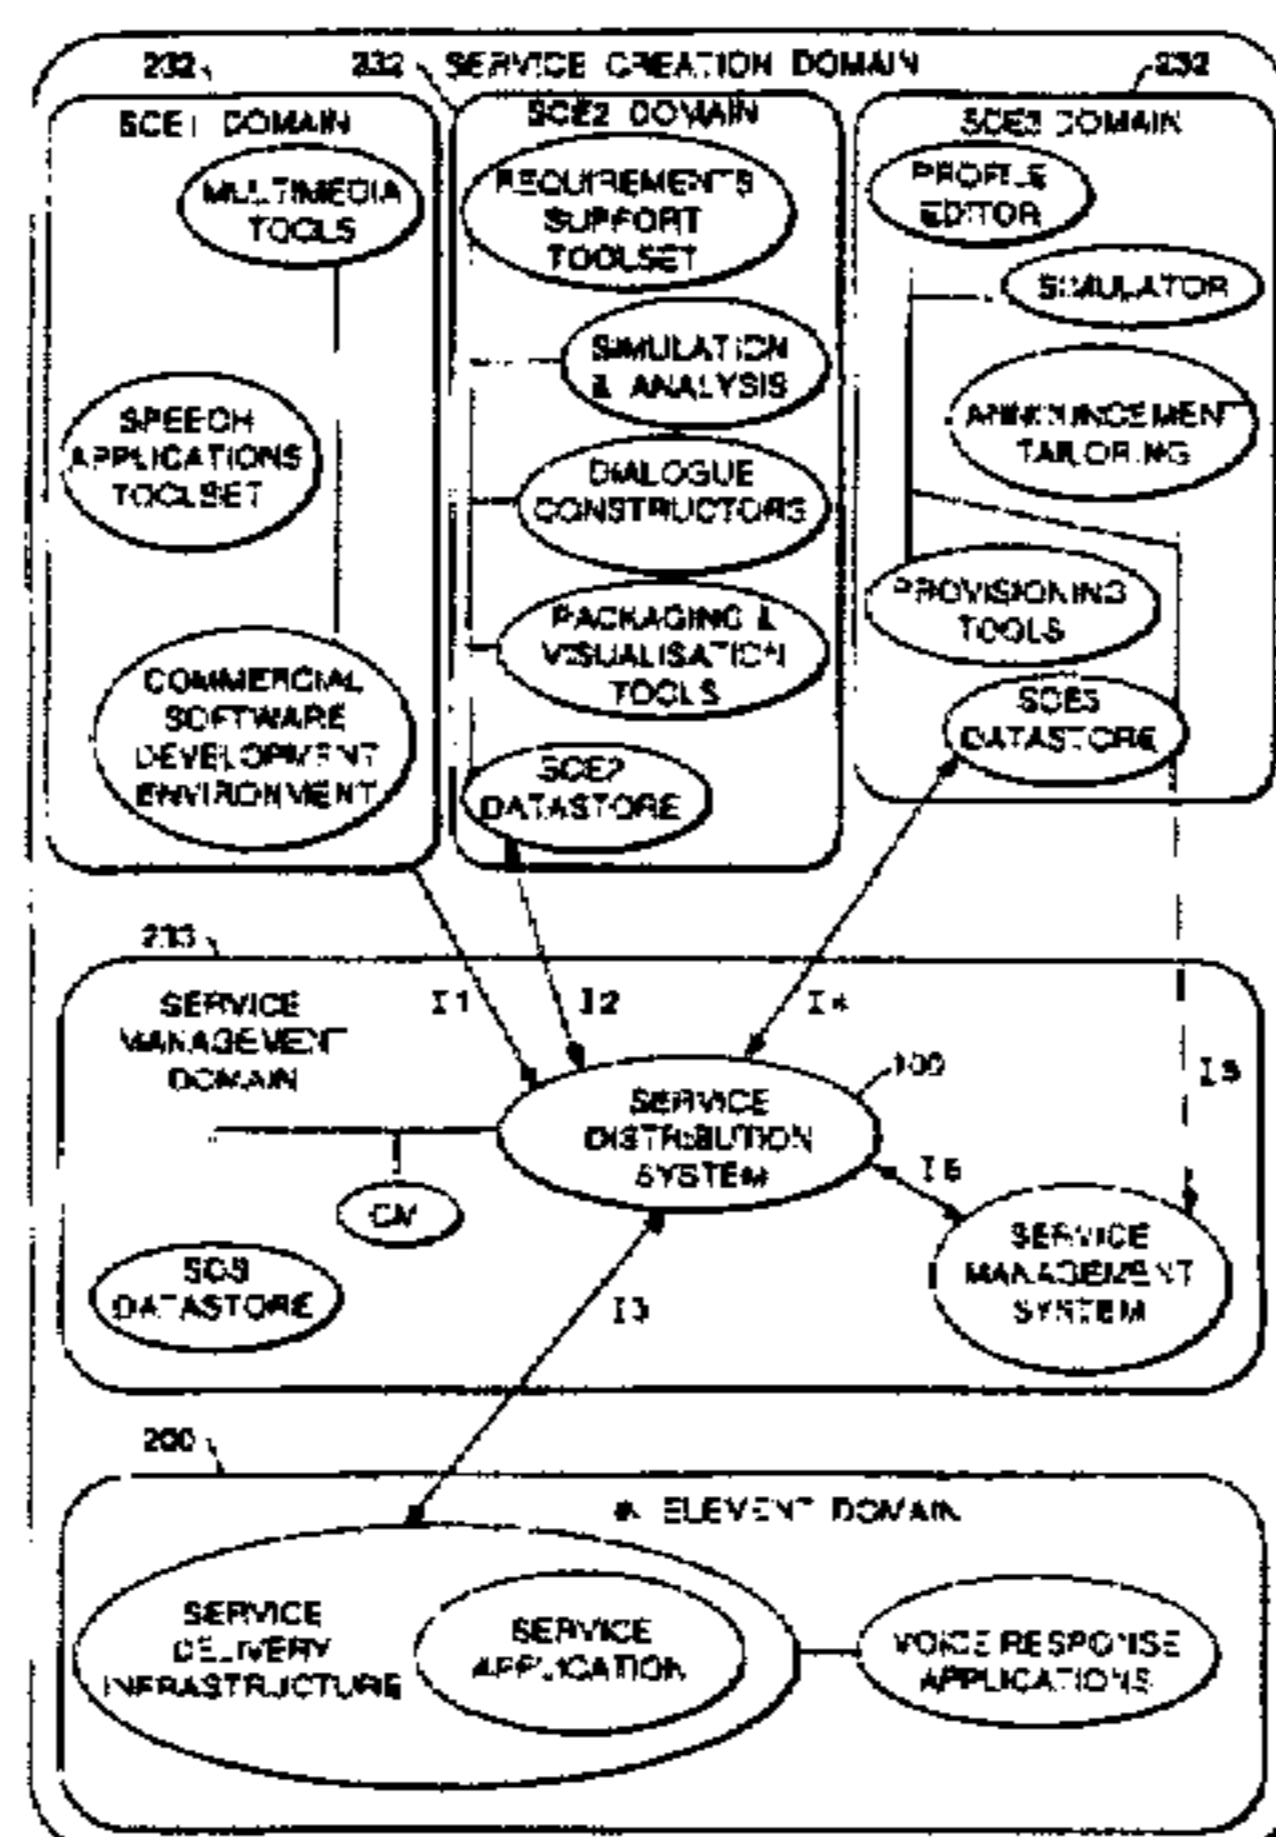 232
232
SERVICE CREATION DOMAIN
232
SCE1 DOMAIN
MULTIMEDIA
TOOLS
SPEECH
APPLICATIONS
TOOLSET
COMMERCIAL
SOFTWARE
DEVELOPMENT
ENVIRONMENT
SCE2 DOMAIN
REQUIREMENTS
SUPPORT
TOOLSET
SIMULATION
& ANALYSIS
DIALOGUE
CONSTRUCTORS
PACKAGING &
VISUALISATION
TOOLS
SCE2
DATASTORE
SCE3 DOMAIN
PROFILE
EDITOR
SIMULATOR
ANNOUNCEMENT
TAILORING
PROVISIONING
TOOLS
SCE3
DATASTORE
233
SERVICE
MANAGEMENT
DOMAIN
I1
I2
I4
100
I5
SERVICE
DISTRIBUTION
SYSTEM
I6
CM
SERVICE
MANAGEMENT
SYSTEM
DATASTORE
I3
200
ELEMENT DOMAIN
SERVICE
DELIVERY
INFRASTRUCTURE
SERVICE
APPLICATION
VOICE RESPONSE
APPLICATIONS